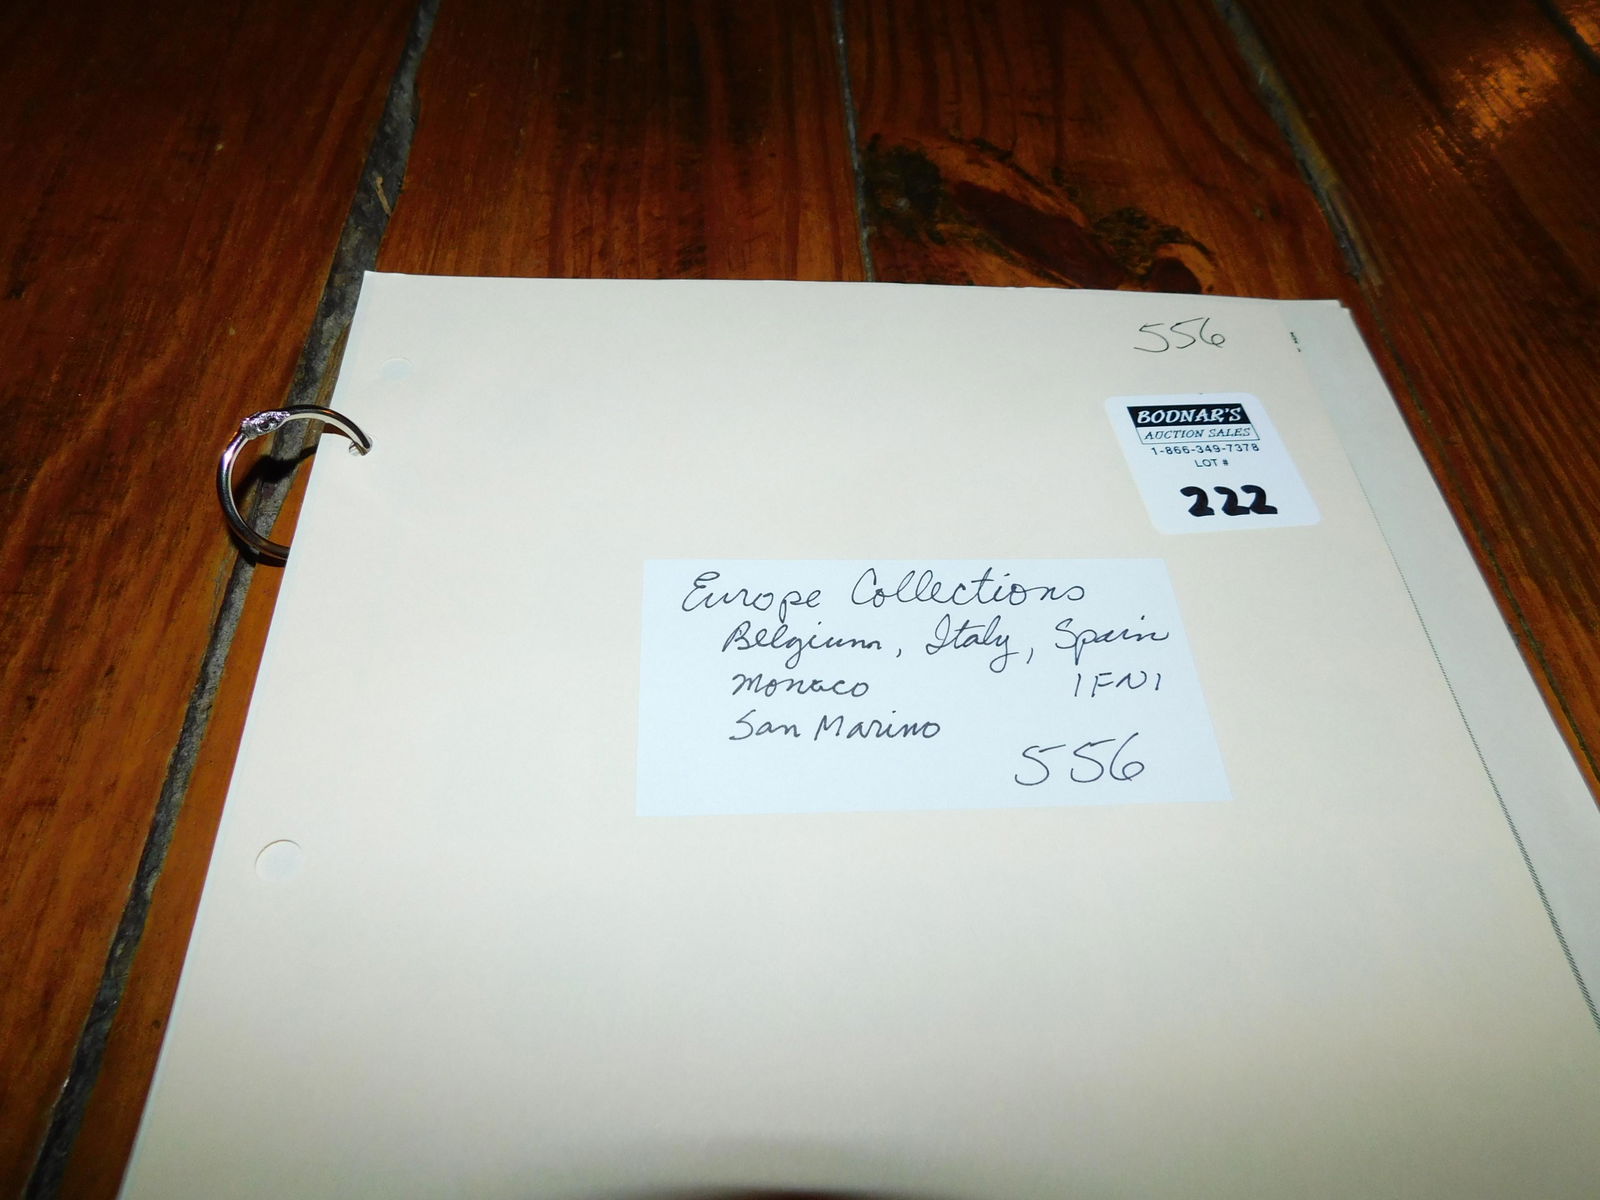 556
BODNAR'S
AUCTION SALES
1-866-349-7378
LOT #
222
Europe Collections
Belgium, Italy, Spain
Monaco IFNI
San Marino
556